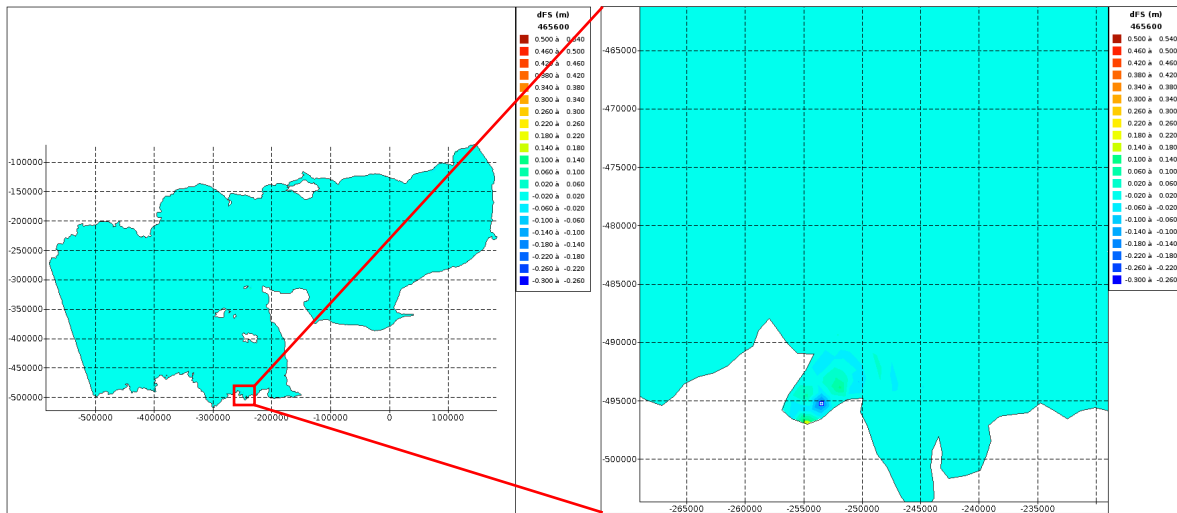 dFS (m)
465600
0.500 à 0.540
0.460 à 0.500
0.420 à 0.460
0.380 à 0.420
0.340 à 0.380
0.300 à 0.340
0.260 à 0.300
0.220 à 0.260
0.180 à 0.220
0.140 à 0.180
0.100 à 0.140
0.060 à 0.100
0.020 à 0.060
-0.020 à 0.020
-0.060 à -0.020
-0.100 à -0.060
-0.140 à -0.100
-0.180 à -0.140
-0.220 à -0.180
-0.260 à -0.220
-0.300 à -0.260
-100000
-150000
-200000
-250000
-300000
-350000
-400000
-450000
-500000
-500000 -400000 -300000 -200000 -100000 0 100000
dFS (m)
465600
0.500 à 0.540
0.460 à 0.500
0.420 à 0.460
0.380 à 0.420
0.340 à 0.380
0.300 à 0.340
0.260 à 0.300
0.220 à 0.260
0.180 à 0.220
0.140 à 0.180
0.100 à 0.140
0.060 à 0.100
0.020 à 0.060
-0.020 à 0.020
-0.060 à -0.020
-0.100 à -0.060
-0.140 à -0.100
-0.180 à -0.140
-0.220 à -0.180
-0.260 à -0.220
-0.300 à -0.260
-465000
-470000
-475000
-480000
-485000
-490000
-495000
-500000
-265000 -260000 -255000 -250000 -245000 -240000 -235000